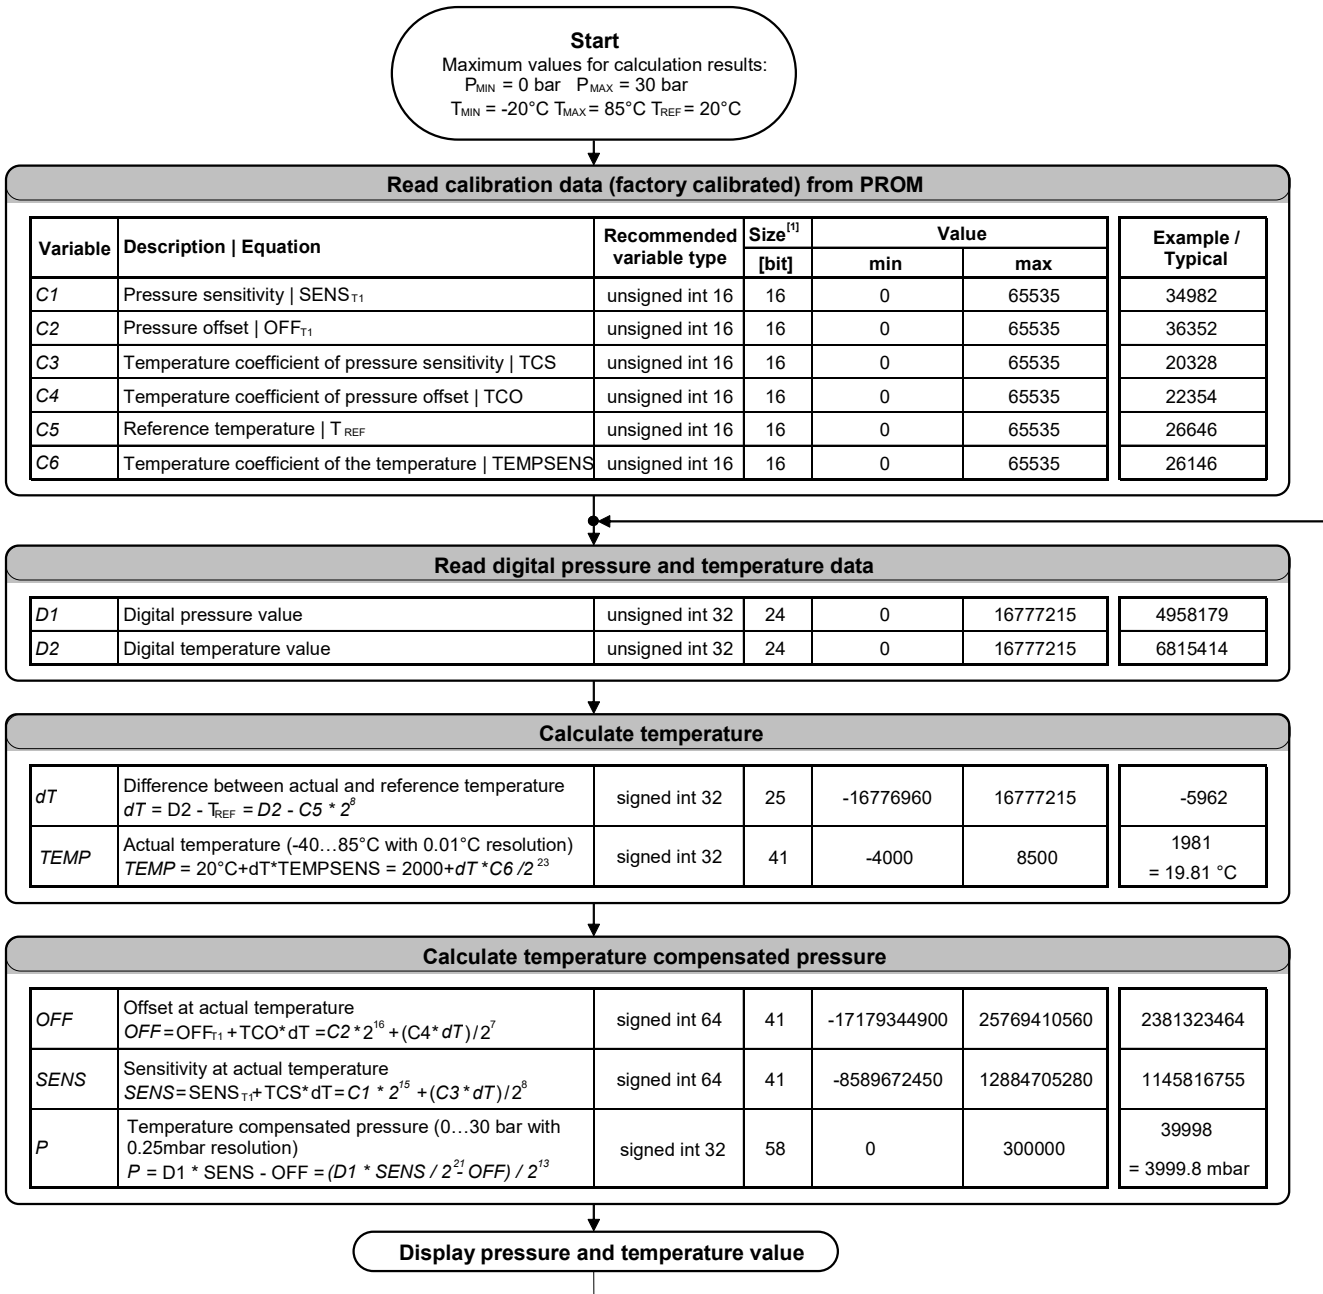 Start
Maximum values for calculation results:
PMIN = 0 bar PMAX = 30 bar
TMIN = -20°C TMAX = 85°C TREF = 20°C
Read calibration data (factory calibrated) from PROM
Variable Description | Equation Recommended variable type Size[1] [bit] Value min max Example / Typical
C1 Pressure sensitivity | SENST1 unsigned int 16 16 0 65535 34982
C2 Pressure offset | OFFT1 unsigned int 16 16 0 65535 36352
C3 Temperature coefficient of pressure sensitivity | TCS unsigned int 16 16 0 65535 20328
C4 Temperature coefficient of pressure offset | TCO unsigned int 16 16 0 65535 22354
C5 Reference temperature | TREF unsigned int 16 16 0 65535 26646
C6 Temperature coefficient of the temperature | TEMPSENS unsigned int 16 16 0 65535 26146
Read digital pressure and temperature data
D1 Digital pressure value unsigned int 32 24 0 16777215 4958179
D2 Digital temperature value unsigned int 32 24 0 16777215 6815414
Calculate temperature
dT Difference between actual and reference temperature
dT = D2 - TREF = D2 - C5 * 2^8 signed int 32 25 -16776960 16777215 -5962
TEMP Actual temperature (-40…85°C with 0.01°C resolution)
TEMP = 20°C+dT*TEMPSENS = 2000+dT*C6/2^23 signed int 32 41 -4000 8500 1981
= 19.81 °C
Calculate temperature compensated pressure
OFF Offset at actual temperature
OFF=OFFT1+TCO*dT=C2*2^16+(C4*dT)/2^7 signed int 64 41 -17179344900 25769410560 2381323464
SENS Sensitivity at actual temperature
SENS=SENST1+TCS*dT=C1*2^15+(C3*dT)/2^8 signed int 64 41 -8589672450 12884705280 1145816755
P Temperature compensated pressure (0…30 bar with
0.25mbar resolution)
P = D1 * SENS - OFF = (D1 * SENS / 2^21 - OFF) / 2^13 signed int 32 58 0 300000 39998
= 3999.8 mbar
Display pressure and temperature value